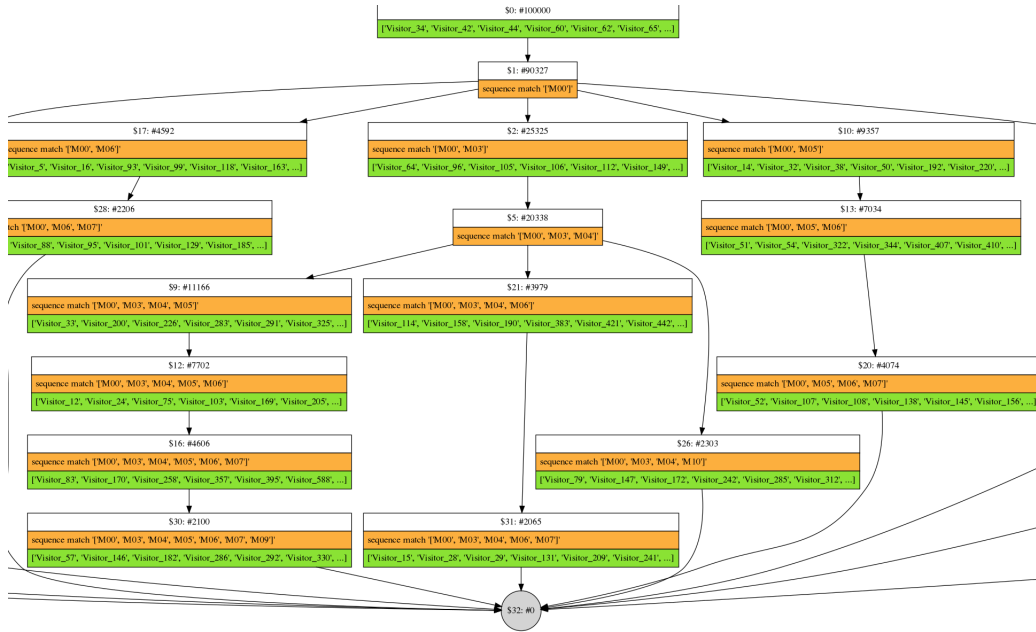 $0: #100000
['Visitor_34', 'Visitor_42', 'Visitor_44', 'Visitor_60', 'Visitor_62', 'Visitor_65', ...]
$1: #90327
sequence match '['M00']'
$17: #4592
sequence match '['M00', 'M06']'
'Visitor_5', 'Visitor_16', 'Visitor_93', 'Visitor_99', 'Visitor_118', 'Visitor_163', ...]
$2: #25325
sequence match '['M00', 'M03']'
['Visitor_64', 'Visitor_96', 'Visitor_105', 'Visitor_106', 'Visitor_112', 'Visitor_149', ...]
$10: #9357
sequence match '['M00', 'M05']'
['Visitor_14', 'Visitor_32', 'Visitor_38', 'Visitor_50', 'Visitor_192', 'Visitor_220', ...]
$28: #2206
tch '['M00', 'M06', 'M07']'
'Visitor_88', 'Visitor_95', 'Visitor_101', 'Visitor_129', 'Visitor_185', ...]
$5: #20338
sequence match '['M00', 'M03', 'M04']'
$13: #7034
sequence match '['M00', 'M05', 'M06']'
['Visitor_51', 'Visitor_54', 'Visitor_322', 'Visitor_344', 'Visitor_407', 'Visitor_410', ...]
$9: #11166
sequence match '['M00', 'M03', 'M04', 'M05']'
['Visitor_33', 'Visitor_200', 'Visitor_226', 'Visitor_283', 'Visitor_291', 'Visitor_325', ...]
$21: #3979
sequence match '['M00', 'M03', 'M04', 'M06']'
['Visitor_114', 'Visitor_158', 'Visitor_190', 'Visitor_383', 'Visitor_421', 'Visitor_442', ...]
$12: #7702
sequence match '['M00', 'M03', 'M04', 'M05', 'M06']'
['Visitor_12', 'Visitor_24', 'Visitor_75', 'Visitor_103', 'Visitor_169', 'Visitor_205', ...]
$20: #4074
sequence match '['M00', 'M05', 'M06', 'M07']'
['Visitor_52', 'Visitor_107', 'Visitor_108', 'Visitor_138', 'Visitor_145', 'Visitor_156', ...]
$16: #4606
sequence match '['M00', 'M03', 'M04', 'M05', 'M06', 'M07']'
['Visitor_83', 'Visitor_170', 'Visitor_258', 'Visitor_357', 'Visitor_395', 'Visitor_588', ...]
$26: #2303
sequence match '['M00', 'M03', 'M04', 'M10']'
['Visitor_79', 'Visitor_147', 'Visitor_172', 'Visitor_242', 'Visitor_285', 'Visitor_312', ...]
$30: #2100
sequence match '['M00', 'M03', 'M04', 'M05', 'M06', 'M07', 'M09']'
['Visitor_57', 'Visitor_146', 'Visitor_182', 'Visitor_286', 'Visitor_292', 'Visitor_330', ...]
$31: #2065
sequence match '['M00', 'M03', 'M04', 'M06', 'M07']'
['Visitor_15', 'Visitor_28', 'Visitor_29', 'Visitor_131', 'Visitor_209', 'Visitor_241', ...]
$32: #0